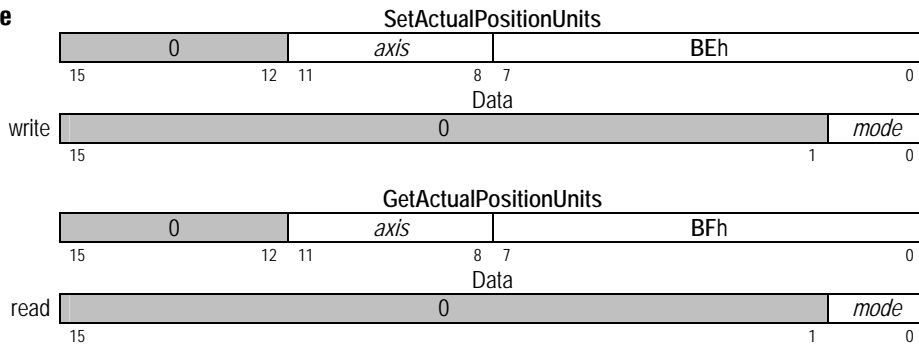 e
SetActualPositionUnits
0 axis BEh
15 12 11 8 7 0
Data
write 0 mode
15 1 0
GetActualPositionUnits
0 axis BFh
15 12 11 8 7 0
Data
read 0 mode
15 1 0